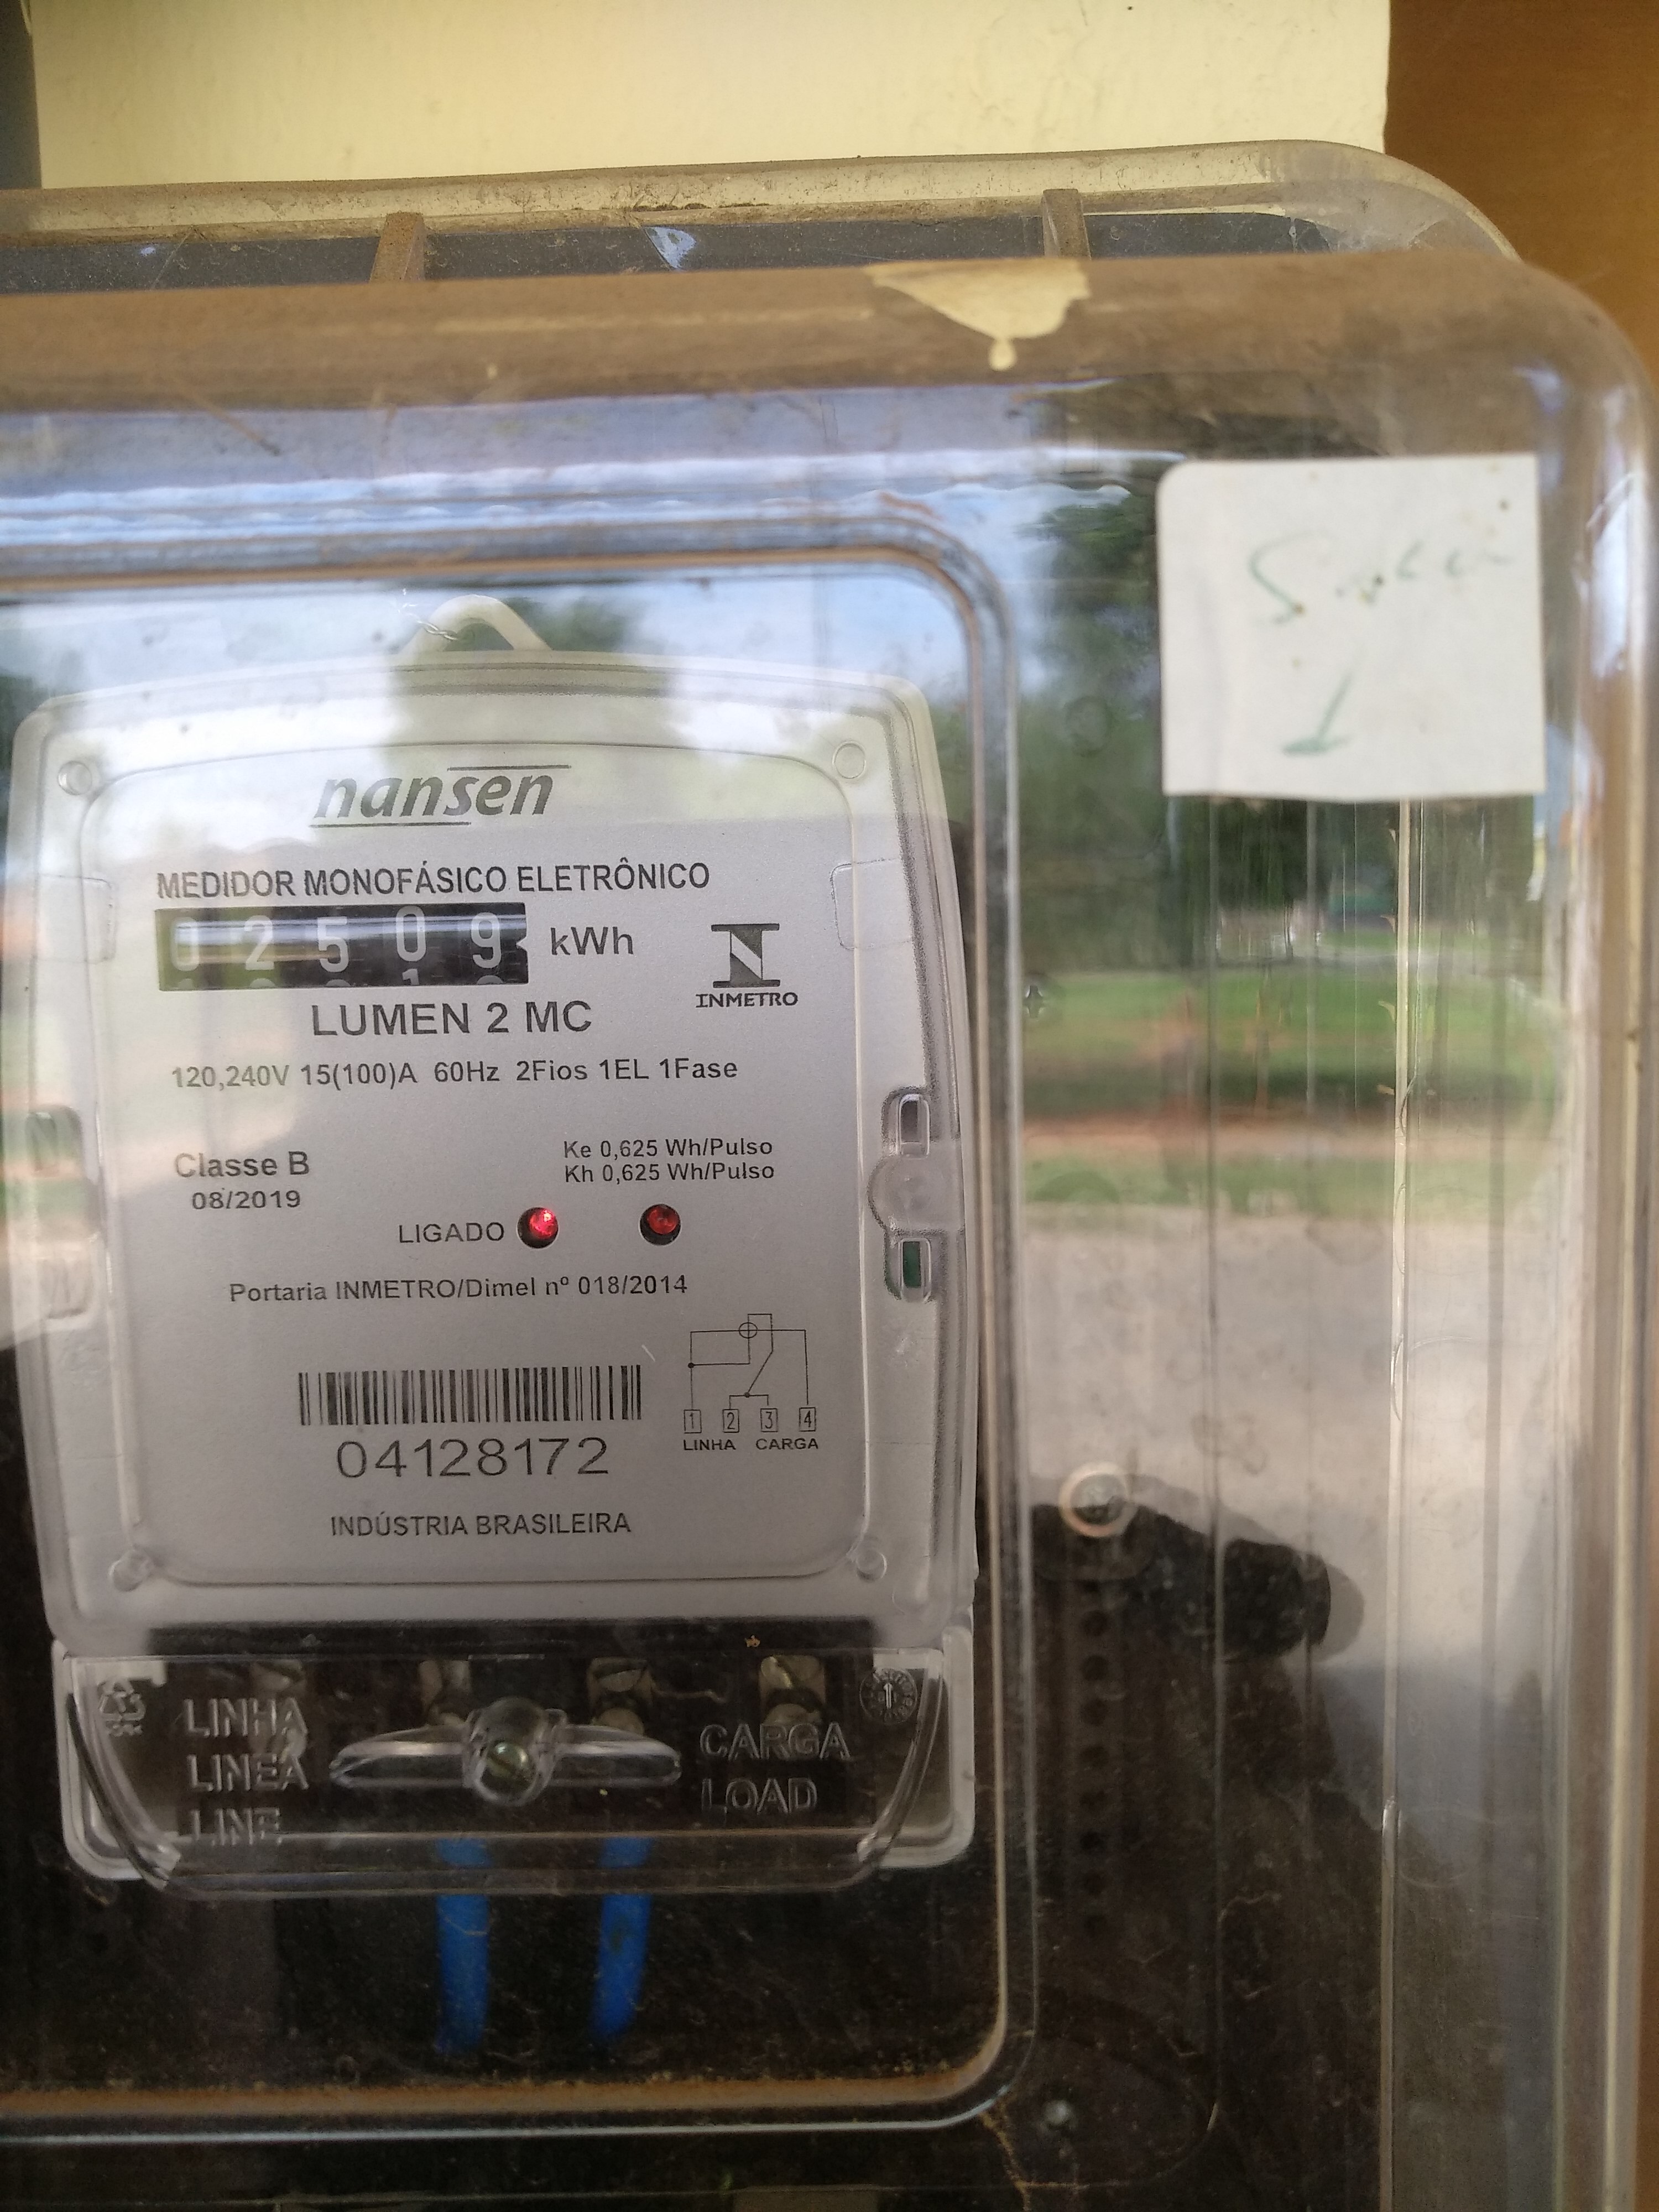 nansen
MEDIDOR MONOFÁSICO ELETRÔNICO
02509 kWh
INMETRO
LUMEN 2 MC
120,240V 15(100)A 60Hz 2Fios 1EL 1Fase
Ke 0,625 Wh/Pulso
Kh 0,625 Wh/Pulso
Classe B
08/2019
LIGADO
Portaria INMETRO/Dimel nº 018/2014
1 2 3 4
LINHA CARGA
04128172
INDÚSTRIA BRASILEIRA
LINHA
LINEA
LINE
CARGA
LOAD
1